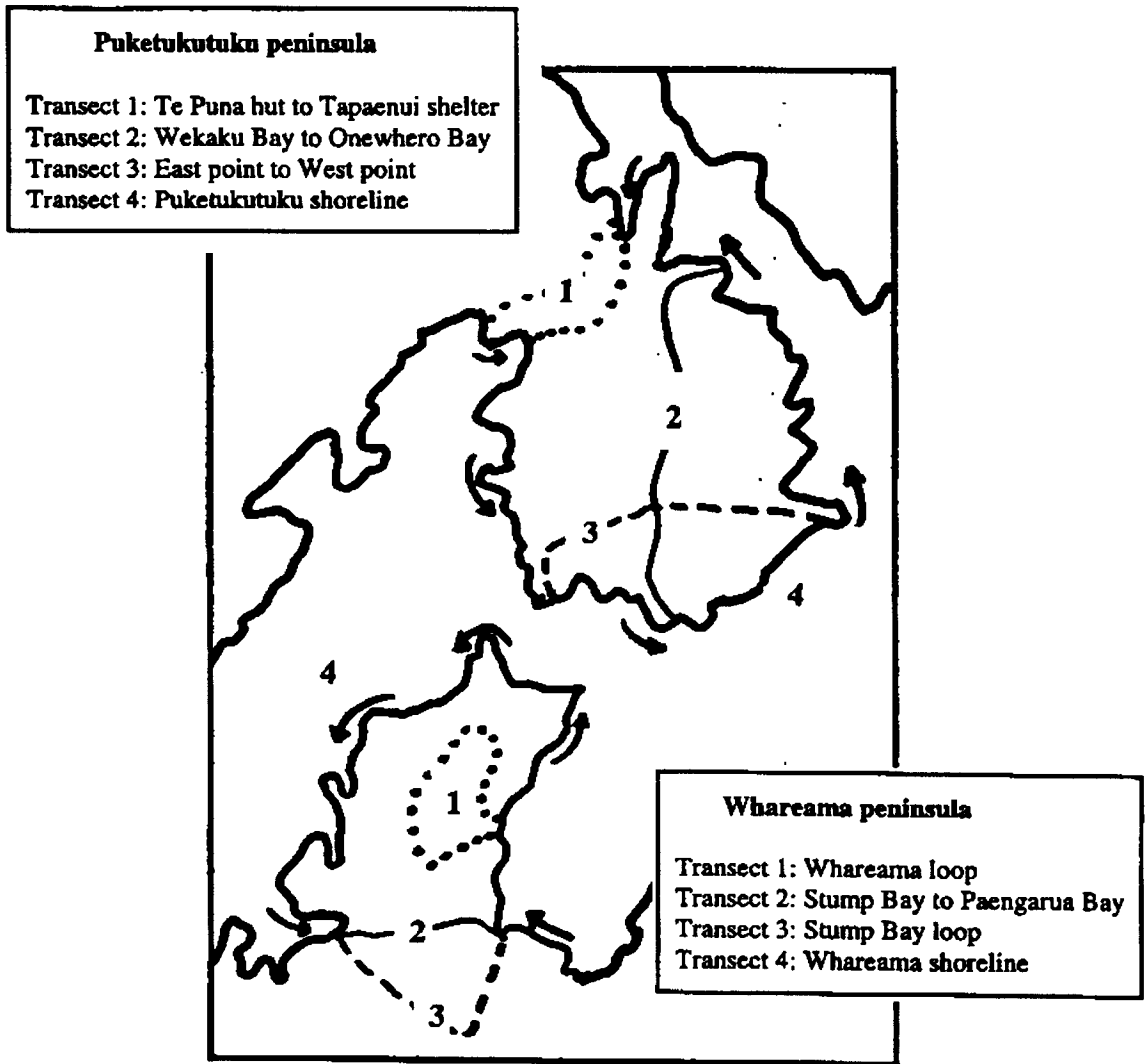 Puketukutuku peninsula
Transect 1: Te Puna hut to Tapaenui shelter
Transect 2: Wekaku Bay to Onewhero Bay
Transect 3: East point to West point
Transect 4: Puketukutuku shoreline
1
2
3
4
4
1
2
3
Whareama peninsula
Transect 1: Whareama loop
Transect 2: Stump Bay to Paengarua Bay
Transect 3: Stump Bay loop
Transect 4: Whareama shoreline